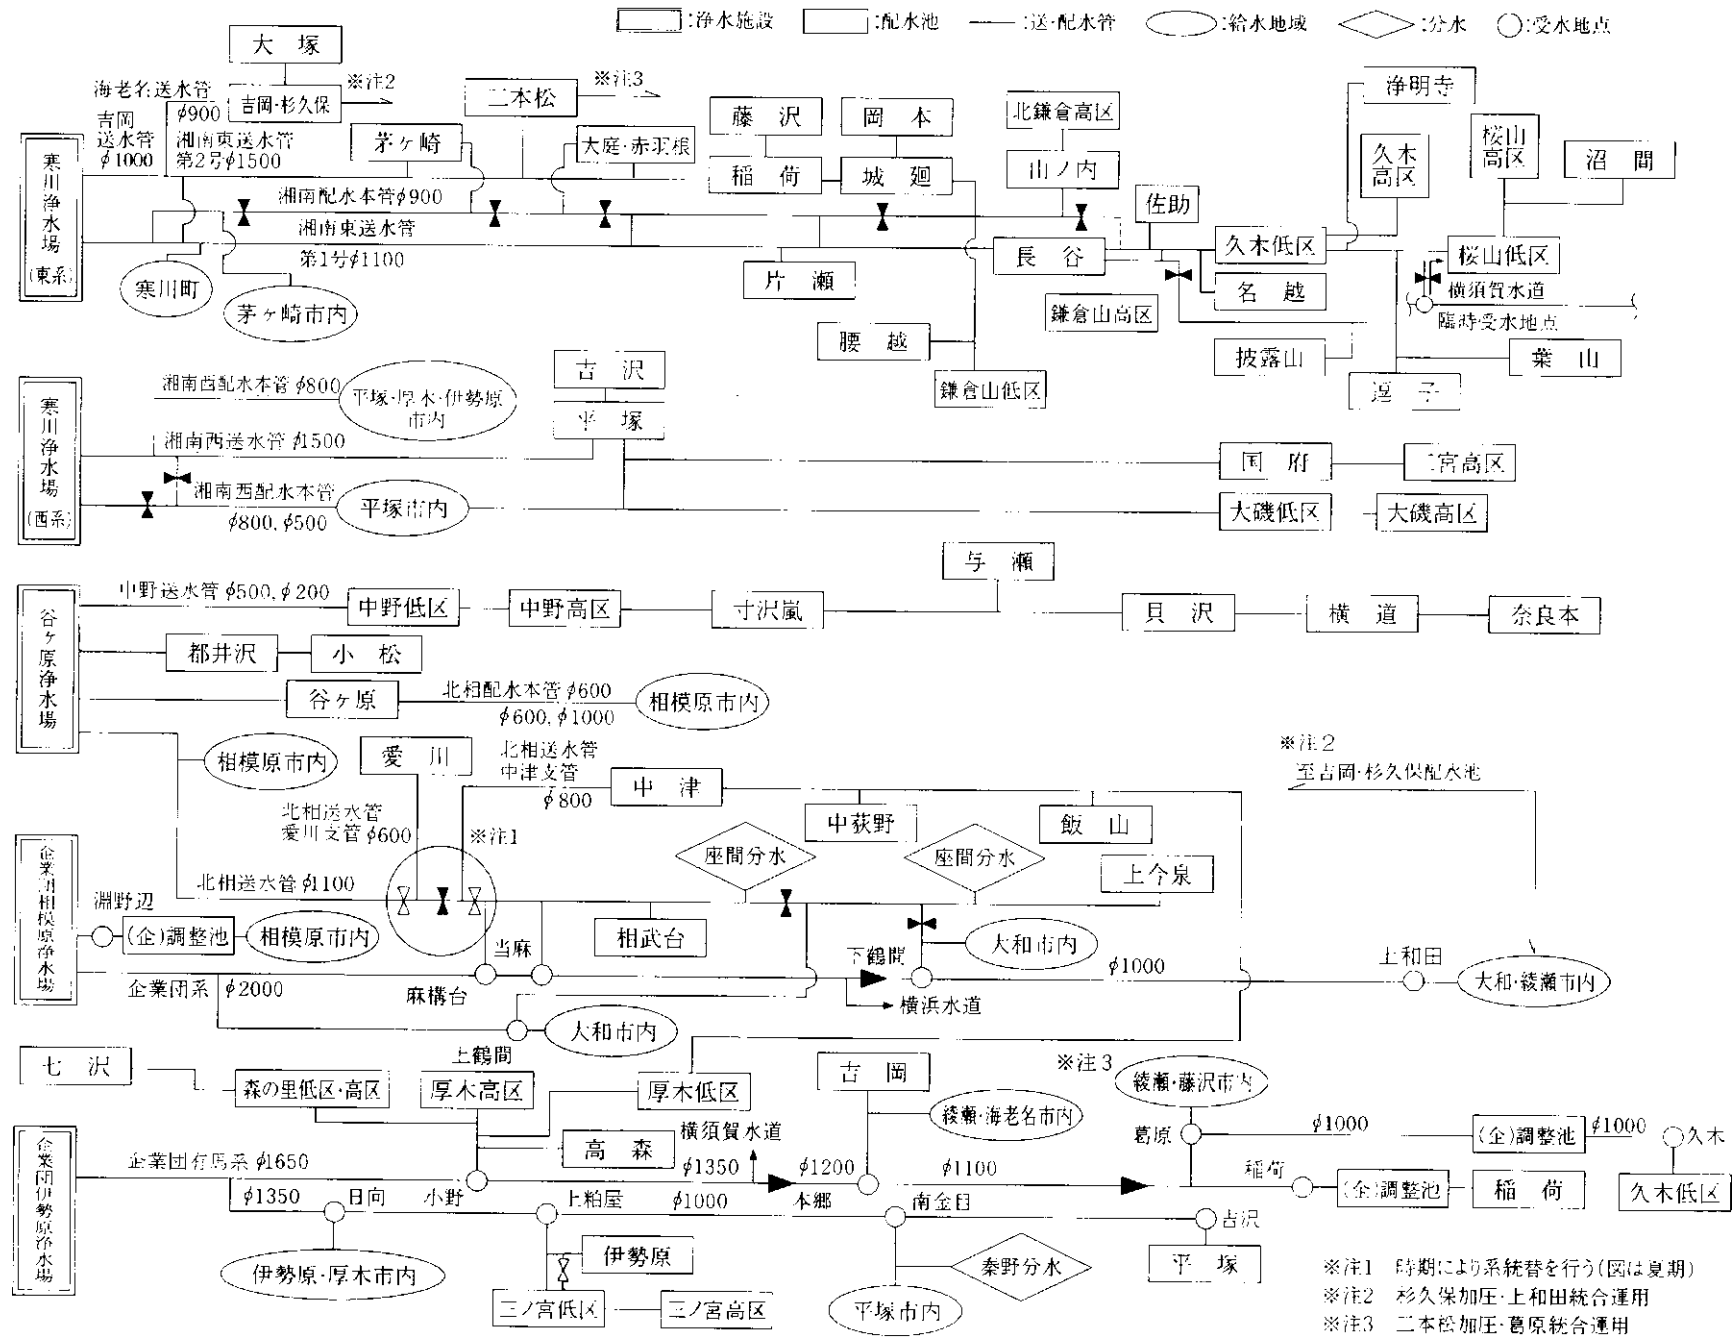 :浄水施設 :配水池 :送・配水管 :給水地域 :分水 :受水地点
大塚
海老名送水管
※注2
吉岡・杉久保
φ900
吉岡
送水管
φ1000
湘南東送水管
第2号φ1500
二本松
※注3
茅ヶ崎
大庭・赤羽根
藤沢
岡本
稲荷
城廻
北鎌倉高区
山ノ内
浄明寺
久木
高区
桜山
高区
沼間
寒川浄水場
(東系)
湘南配水本管φ900
湘南東送水管
第1号φ1100
佐助
長谷
久木低区
桜山低区
寒川町
茅ヶ崎市内
片瀬
名越
鎌倉山高区
横須賀水道
臨時受水地点
腰越
披露山
葉山
鎌倉山低区
逗子
寒川浄水場
(西系)
湘南西配水本管φ800
平塚・厚木・伊勢原
市内
吉沢
平塚
湘南西送水管φ1500
国府
二宮高区
湘南西配水本管
φ800,φ500
平塚市内
大磯低区
大磯高区
谷ヶ原浄水場
中野送水管φ500,φ200
中野低区
中野高区
寸沢嵐
与瀬
貝沢
横道
奈良本
都井沢
小松
谷ヶ原
北相配水本管φ600
φ600,φ1000
相模原市内
相模原市内
愛川
北相送水管
中津支管
φ800
中津
※注2
至吉岡・杉久保配水池
北相送水管
愛川支管φ600
※注1
中荻野
飯山
座間分水
座間分水
上今泉
企業団相模原浄水場
北相送水管φ1100
淵野辺
(企)調整池
相模原市内
相武台
大和市内
当麻
下鶴間
φ1000
上和田
企業団系 φ2000
麻構台
横浜水道
大和・綾瀬市内
大和市内
上鶴間
七沢
森の里低区・高区
厚木高区
厚木低区
吉岡
※注3
綾瀬・藤沢市内
綾瀬・海老名市内
企業団伊勢原浄水場
高森
横須賀水道
葛原
φ1000
(企)調整池
φ1000
久木
企業団有馬系φ1650
φ1350
φ1200
φ1100
稲荷
(企)調整池
稲荷
久木低区
φ1350
日向
小野
上粕屋
φ1000
本郷
南金目
吉沢
伊勢原・厚木市内
伊勢原
秦野分水
平塚
三ノ宮低区
三ノ宮高区
平塚市内
※注1 時期により系統替を行う(図は夏期)
※注2 杉久保加圧・上和田統合運用
※注3 二本松加圧・葛原統合運用